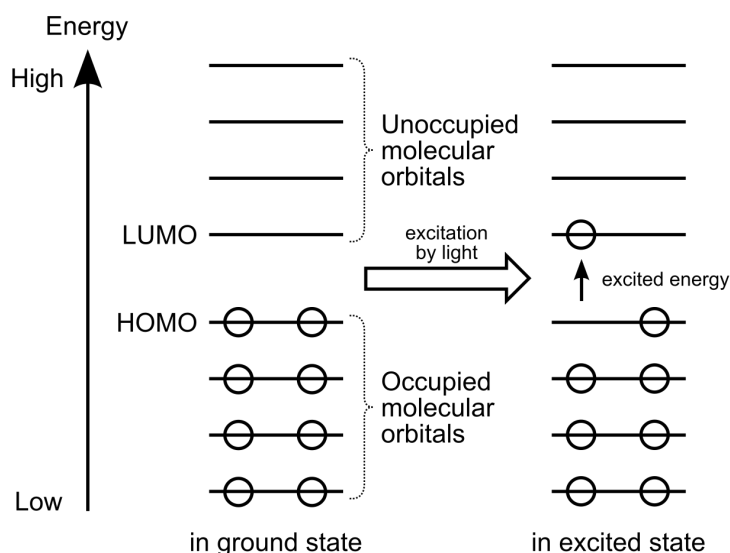 Energy
High
Unoccupied
molecular
orbitals
LUMO
excitation
by light
excited energy
HOMO
Occupied
molecular
orbitals
Low
in ground state
in excited state